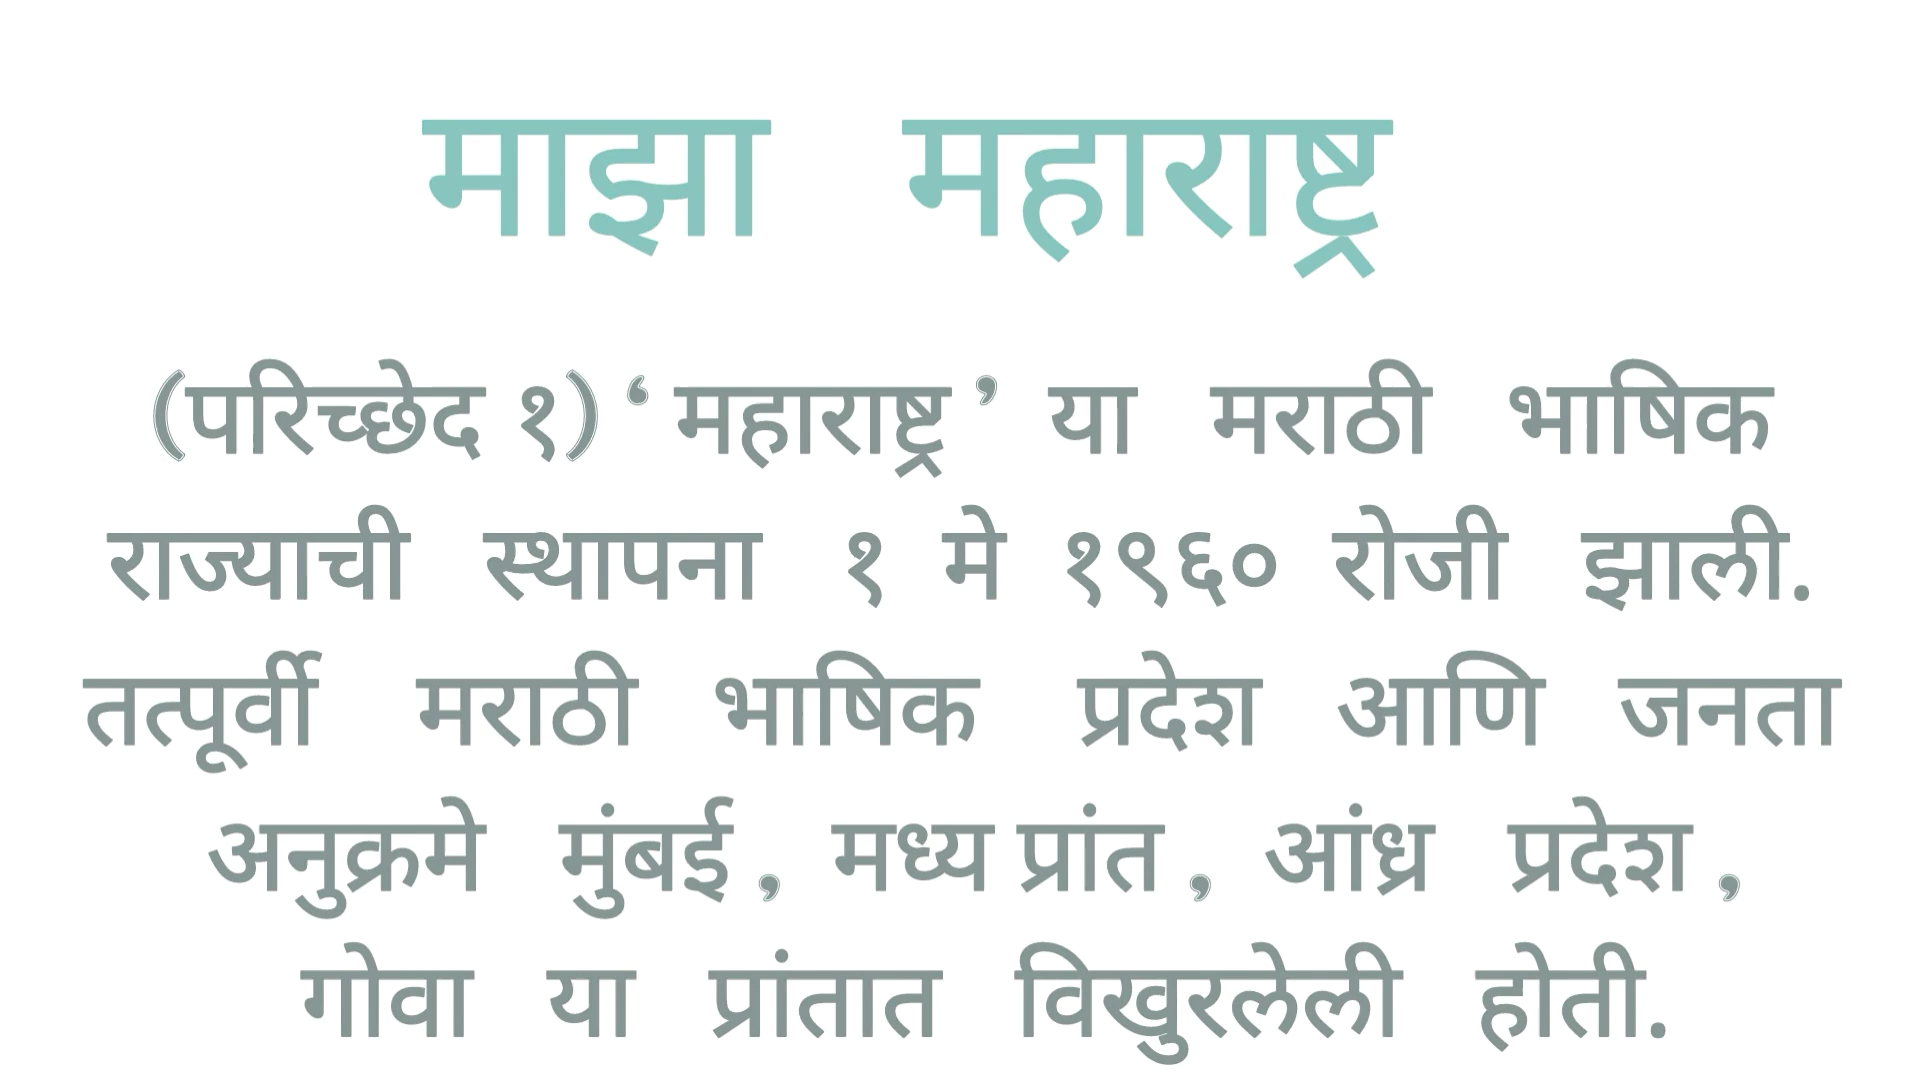 माझा महाराष्ट्र
(परिच्छेद १) ‘ महाराष्ट्र ’ या मराठी भाषिक
राज्याची स्थापना १ मे १९६० रोजी झाली.
तत्पूर्वी मराठी भाषिक प्रदेश आणि जनता
अनुक्रमे मुंबई , मध्य प्रांत , आंध्र प्रदेश ,
गोवा या प्रांतात विखुरलेली होती.